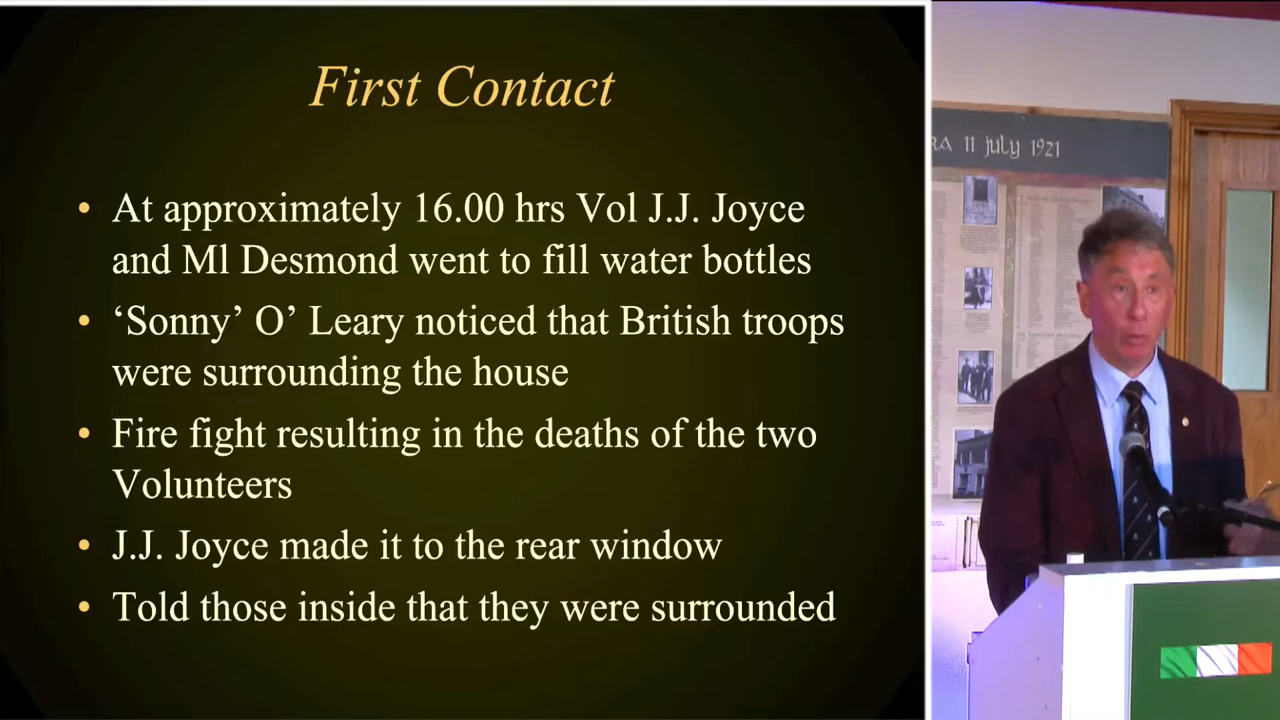 First Contact
• At approximately 16.00 hrs Vol J.J. Joyce
and Ml Desmond went to fill water bottles
• ‘Sonny’ O’ Leary noticed that British troops
were surrounding the house
• Fire fight resulting in the deaths of the two
Volunteers
• J.J. Joyce made it to the rear window
• Told those inside that they were surrounded
RA 11 July 1921